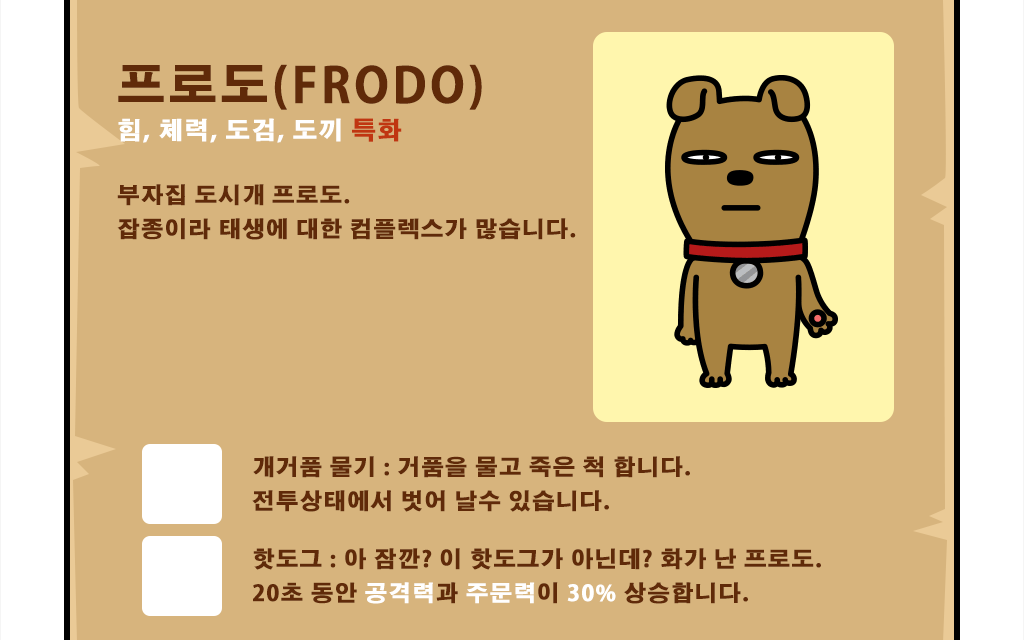 프로도(FRODO)
힘, 체력, 도검, 도끼 특화
부자집 도시개 프로도.
잡종이라 태생에 대한 컴플렉스가 많습니다.
개거품 물기 : 거품을 물고 죽은 척 합니다.
전투상태에서 벗어 날수 있습니다.
핫도그 : 아 잠깐? 이 핫도그가 아닌데? 화가 난 프로도.
20초 동안 공격력과 주문력이 30% 상승합니다.